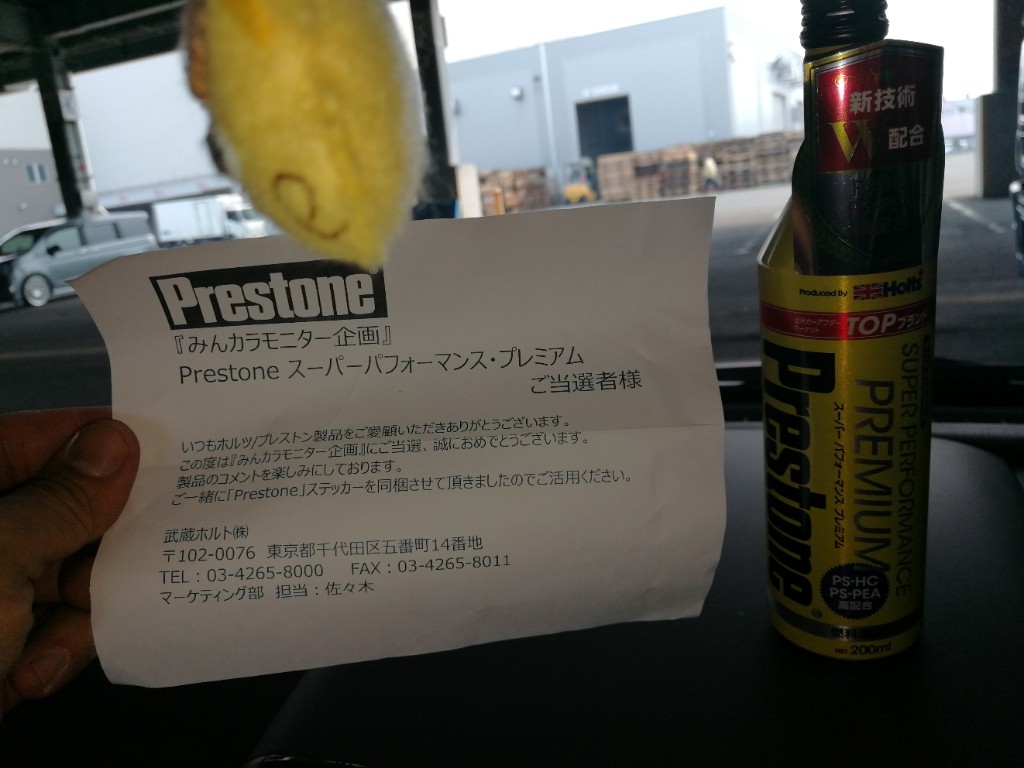 Prestone
『みんカラモニター企画』
Prestone スーパーパフォーマンス・プレミアム
ご当選者様
いつもホルツ/プレストン製品をご愛顧いただきありがとうございます。
この度は『みんカラモニター企画』にご当選、誠におめでとうございます。
製品のコメントを楽しみにしております。
ご一緒に「Prestone」ステッカーを同梱させて頂きましたのでご活用ください。
武蔵ホルト㈱
〒102-0076 東京都千代田区五番町14番地
TEL：03-4265-8000 FAX：03-4265-8011
マーケティング部 担当：佐々木
新技術
W配合
Produced By Holts
TOPブランド
Prestone
スーパー パフォーマンス プレミアム
PREMIUM
SUPER PERFORMANCE
PS-HC
PS-PEA
高配合
NET 200ml